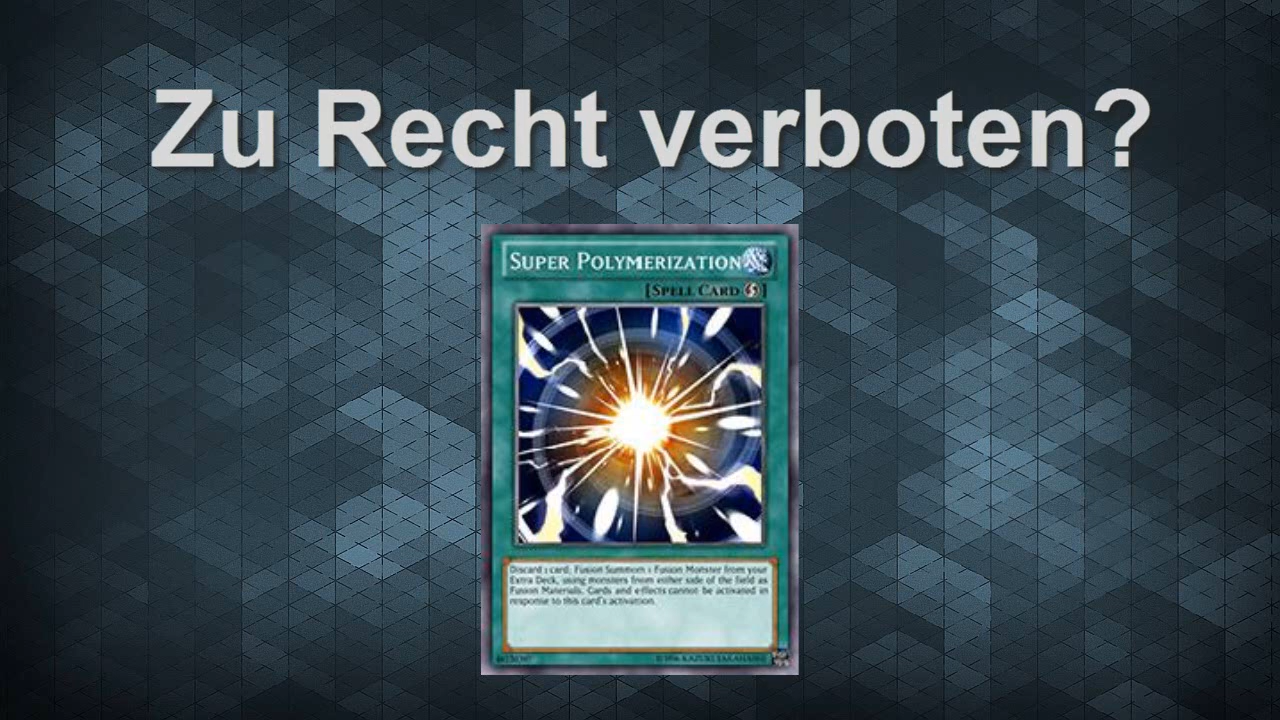 Zu Recht verboten?
SUPER POLYMERIZATION
[SPELL CARD]
Discard 1 card; Fusion Summon 1 Fusion Monster from your
Extra Deck, using monsters from either side of the field as
Fusion Materials. Cards and effects cannot be activated in
response to this card's activation.
KAZUKI TAKAHASHI